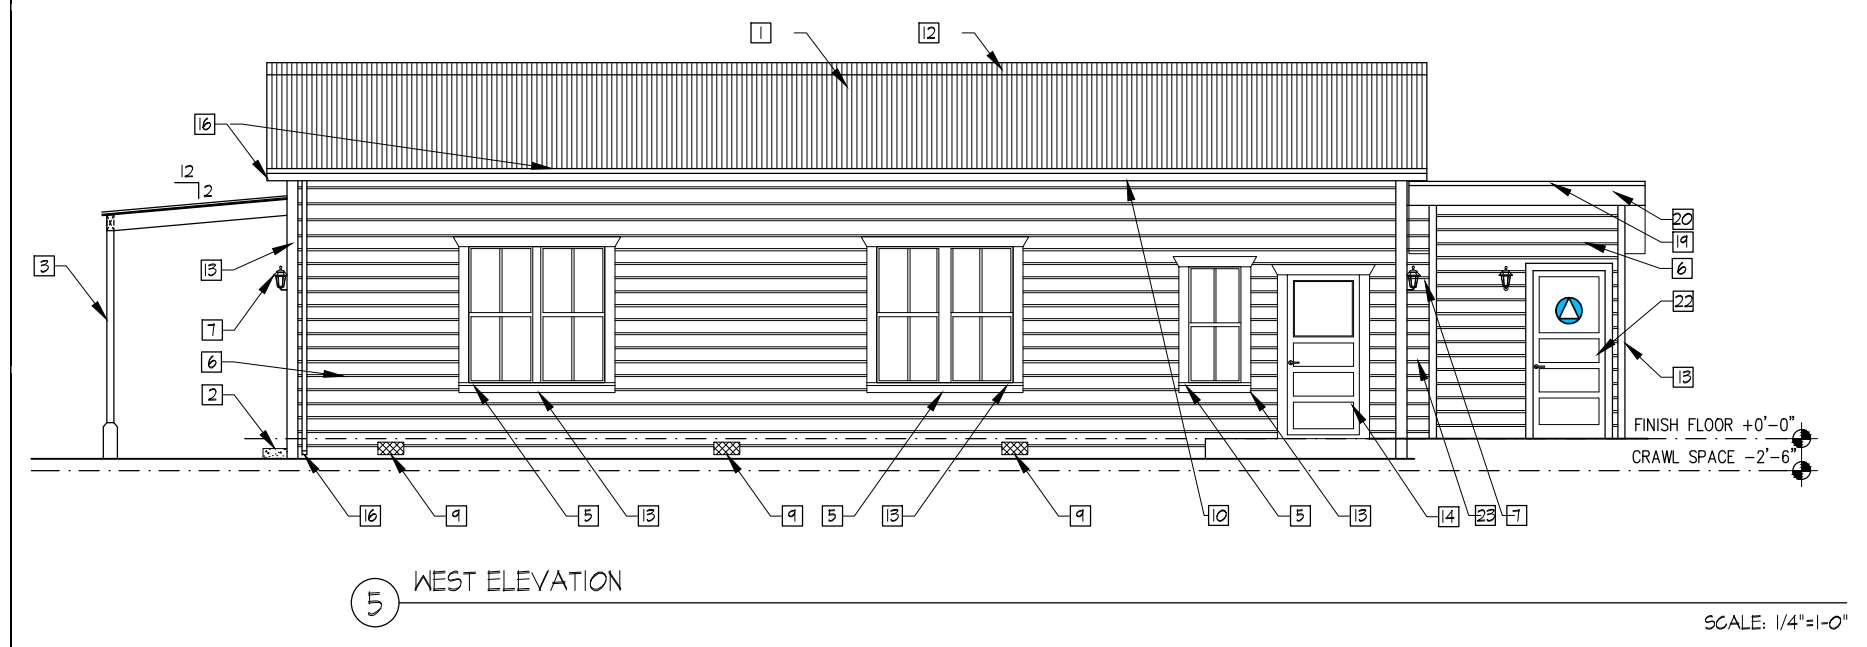 1 12
16
12
2
20
19
13
3
6
7
22
6
13
2
FINISH FLOOR +0'-0"
CRAWL SPACE -2'-6"
16 9 5 13 9 5 13 9 10 5 13 14 23 7
5 WEST ELEVATION
SCALE: 1/4"=1-0"